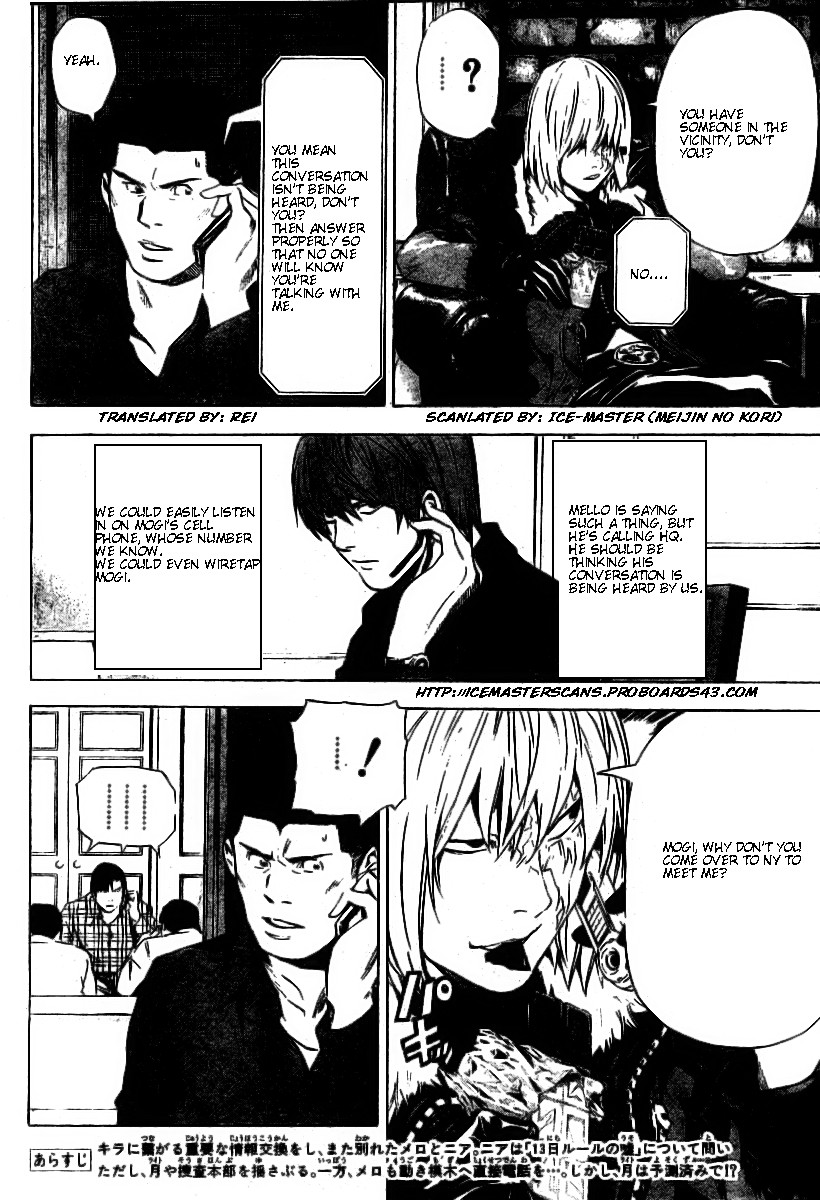 YOU HAVE
SOMEONE IN THE
VICINITY, DON'T
YOU?
?
NO....
YOU MEAN
THIS
CONVERSATION
ISN'T BEING
HEARD, DON'T
YOU?
THEN ANSWER
PROPERLY SO
THAT NO ONE
WILL KNOW
YOU'RE
TALKING WITH
ME.
YEAH.
TRANSLATED BY: REI
SCANLATED BY: ICE-MASTER (MEIJIN NO KORI)
MELLO IS SAYING
SUCH A THING, BUT
HE'S CALLING HQ.
HE SHOULD BE
THINKING HIS
CONVERSATION IS
BEING HEARD BY US.
WE COULD EASILY LISTEN
IN ON MOGI'S CELL
PHONE, WHOSE NUMBER
WE KNOW.
WE COULD EVEN WIRETAP
MOGI.
HTTP://ICEMASTERSCANS.PROBOARDS43.COM
MOGI, WHY DON'T YOU
COME OVER TO NY TO
MEET ME?
パキッ
!
あらすじ
キラに繋がる重要な情報交換をし、また別れたメロとニア。ニアは「13日ルールの嘘」について問い
ただし、月や捜査本部を揺さぶる。一方、メロも動き模木へ直接電話を…。しかし、月は予測済みで!?